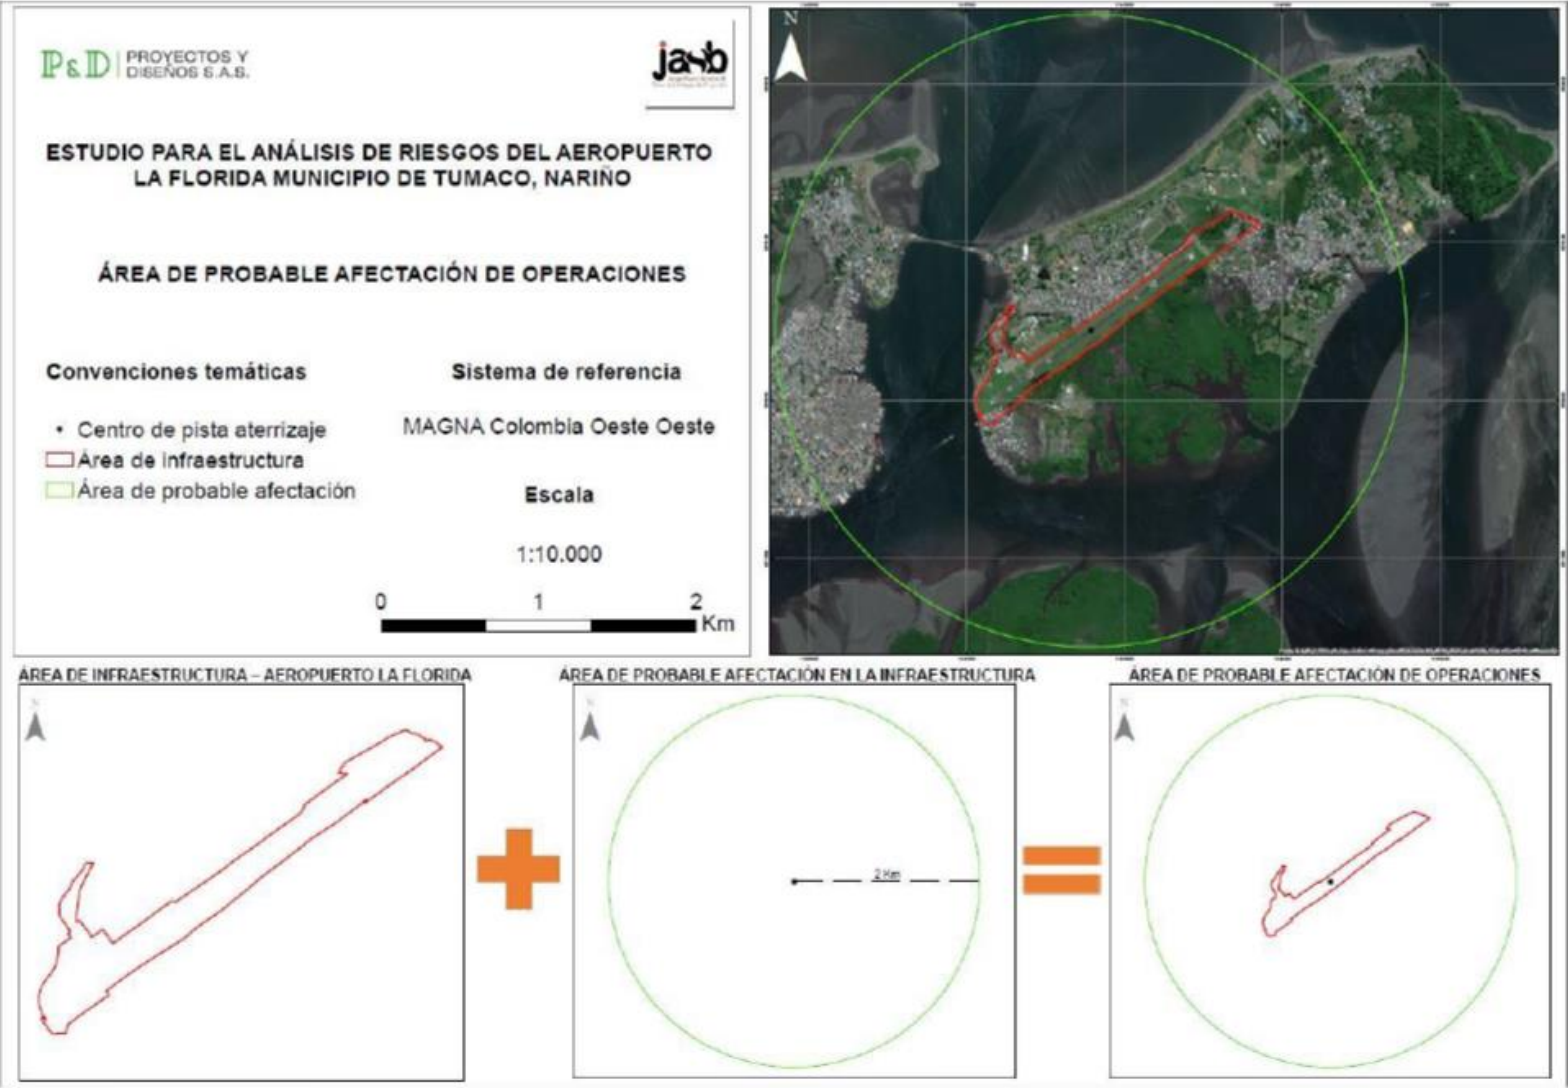 P&D PROYECTOS Y
DISEÑOS S.A.S.
jasb
ESTUDIO PARA EL ANÁLISIS DE RIESGOS DEL AEROPUERTO
LA FLORIDA MUNICIPIO DE TUMACO, NARIÑO
ÁREA DE PROBABLE AFECTACIÓN DE OPERACIONES
Convenciones temáticas
Centro de pista aterrizaje
Área de infraestructura
Área de probable afectación
Sistema de referencia
MAGNA Colombia Oeste Oeste
Escala
1:10.000
0 1 2
Km
N
ÁREA DE INFRAESTRUCTURA – AEROPUERTO LA FLORIDA
N
ÁREA DE PROBABLE AFECTACIÓN EN LA INFRAESTRUCTURA
N
2 Km
ÁREA DE PROBABLE AFECTACIÓN DE OPERACIONES
N